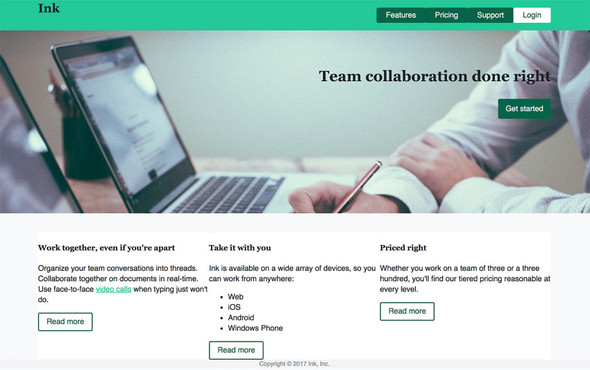 Ink
Features Pricing Support Login
Team collaboration done right
Get started
Work together, even if you're apart
Organize your team conversations into threads.
Collaborate together on documents in real-time.
Use face-to-face video calls when typing just won't
do.
Read more
Take it with you
Ink is available on a wide array of devices, so you
can work from anywhere:
Web
iOS
Android
Windows Phone
Read more
Priced right
Whether you work on a team of three or a three
hundred, you'll find our tiered pricing reasonable at
every level.
Read more
Copyright © 2017 Ink, Inc.